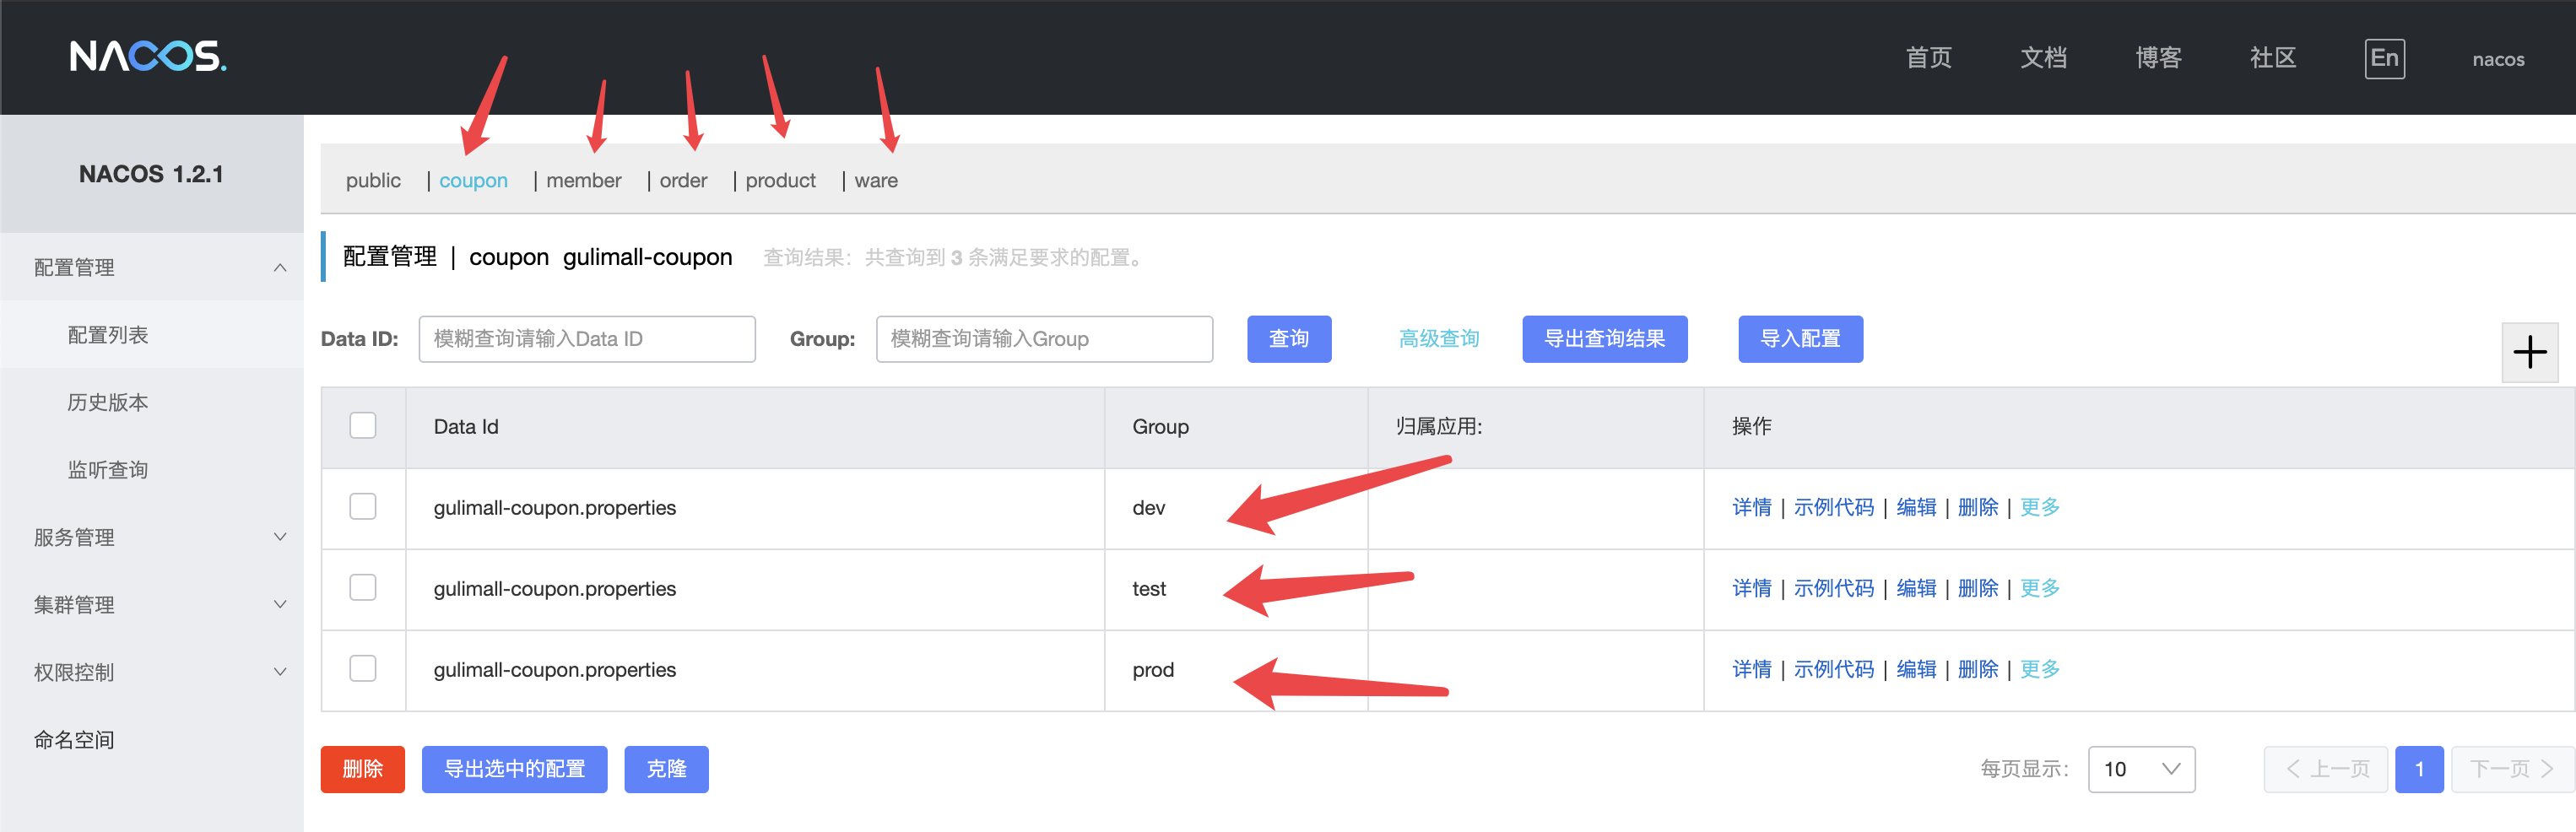 NACOS.
首页 文档 博客 社区 En nacos
NACOS 1.2.1
配置管理
配置列表
历史版本
监听查询
服务管理
集群管理
权限控制
命名空间
public | coupon | member | order | product | ware
配置管理 | coupon gulimall-coupon 查询结果：共查询到 3 条满足要求的配置。
Data ID: 模糊查询请输入Data ID Group: 模糊查询请输入Group 查询 高级查询 导出查询结果 导入配置
Data Id Group 归属应用: 操作
gulimall-coupon.properties dev 详情 | 示例代码 | 编辑 | 删除 | 更多
gulimall-coupon.properties test 详情 | 示例代码 | 编辑 | 删除 | 更多
gulimall-coupon.properties prod 详情 | 示例代码 | 编辑 | 删除 | 更多
删除 导出选中的配置 克隆 每页显示: 10 上一页 1 下一页